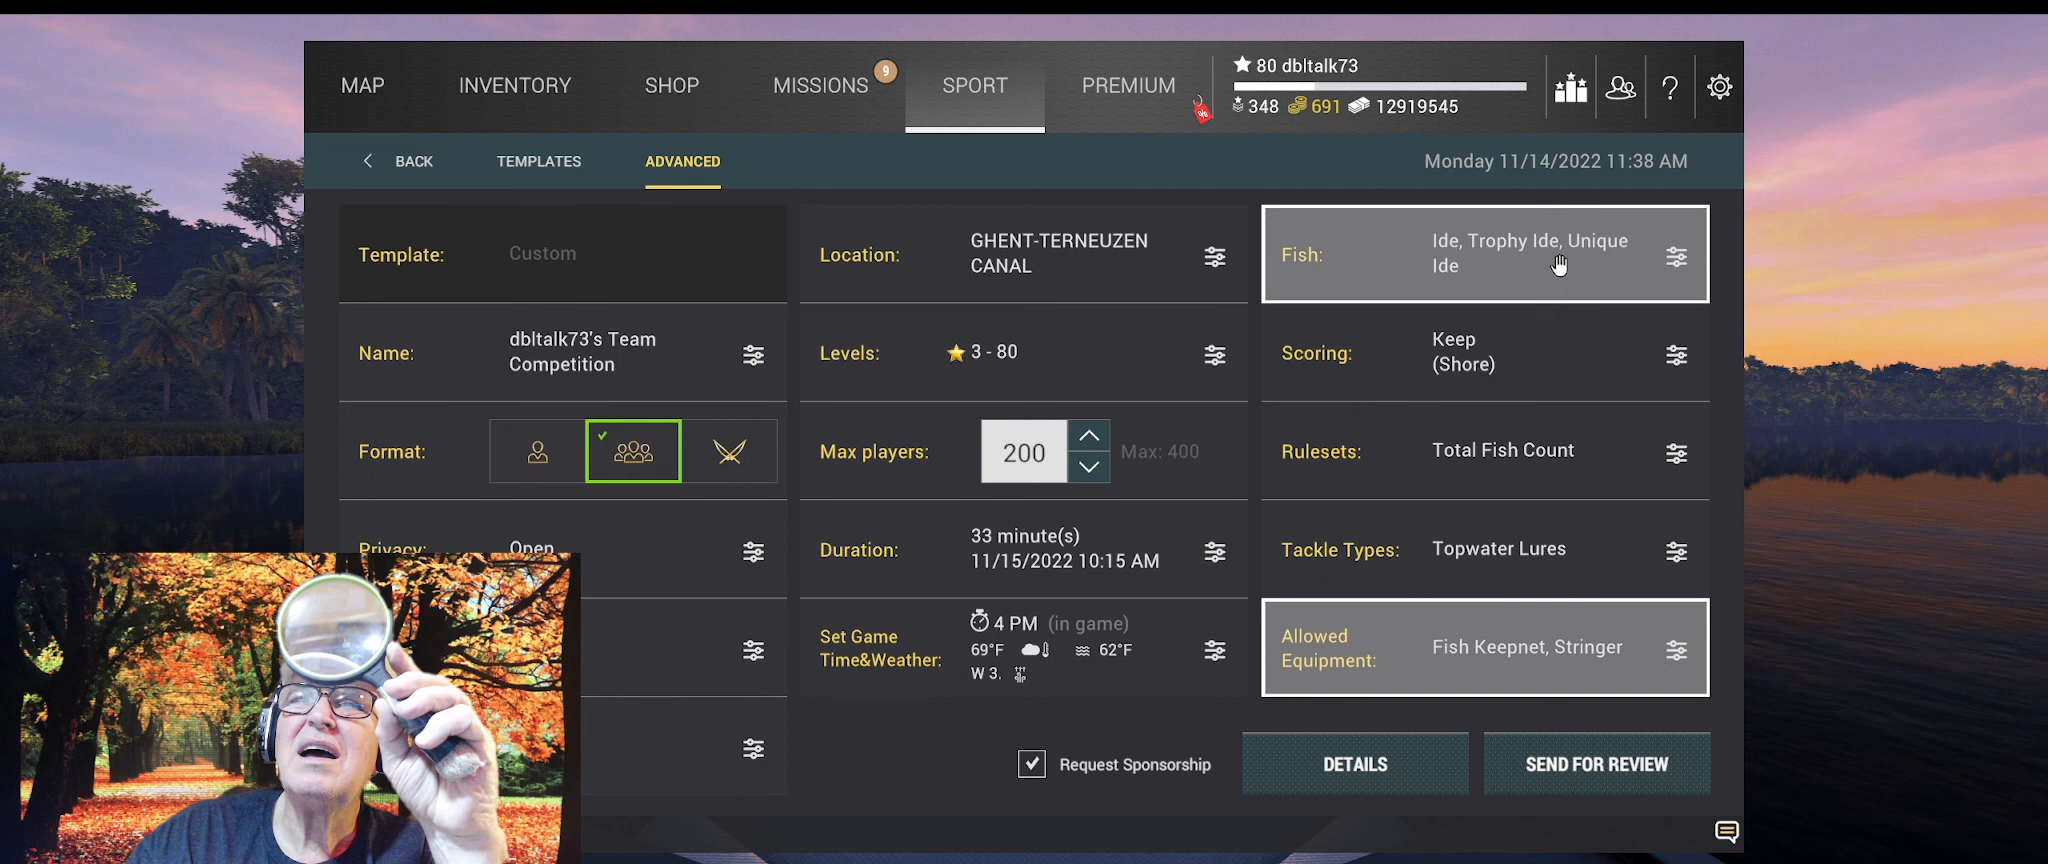 MAP
INVENTORY
SHOP
MISSIONS
9
SPORT
PREMIUM
%
80 dbltalk73
348 691 12919545
?
BACK
TEMPLATES
ADVANCED
Monday 11/14/2022 11:38 AM
Template:
Custom
Name:
dbltalk73's Team
Competition
Format:
Privacy:
Open
Location:
GHENT-TERNEUZEN
CANAL
Levels:
3 - 80
Max players:
200
Max: 400
Duration:
33 minute(s)
11/15/2022 10:15 AM
Set Game
Time&Weather:
4 PM (in game)
69°F 62°F
W 3.
Fish:
Ide, Trophy Ide, Unique
Ide
Scoring:
Keep
(Shore)
Rulesets:
Total Fish Count
Tackle Types:
Topwater Lures
Allowed
Equipment:
Fish Keepnet, Stringer
Request Sponsorship
DETAILS
SEND FOR REVIEW